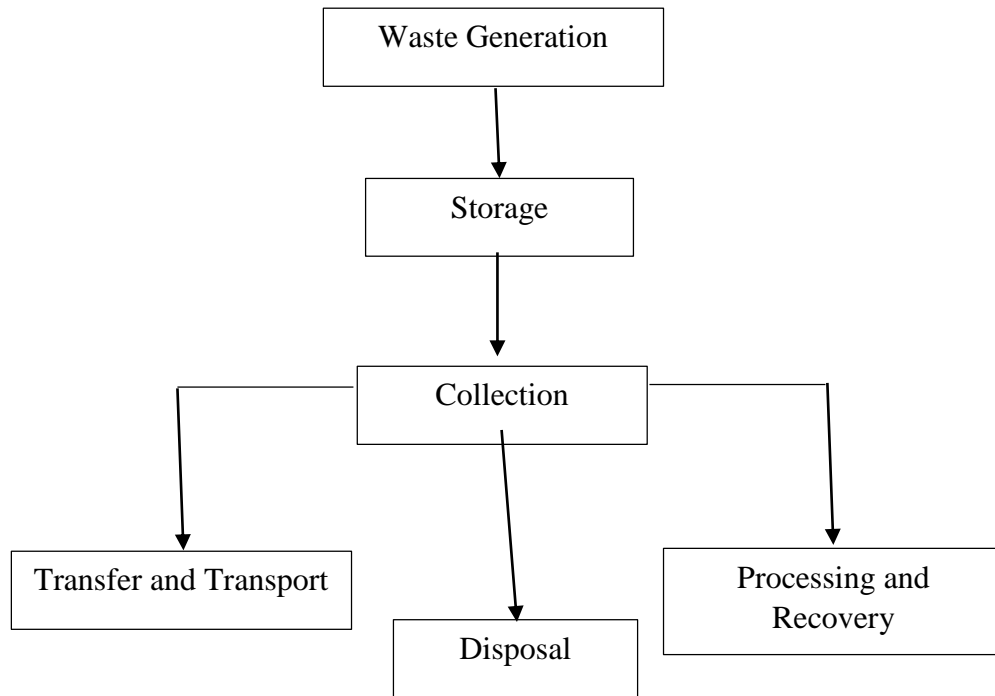 Waste Generation
Storage
Collection
Transfer and Transport
Processing and
Recovery
Disposal